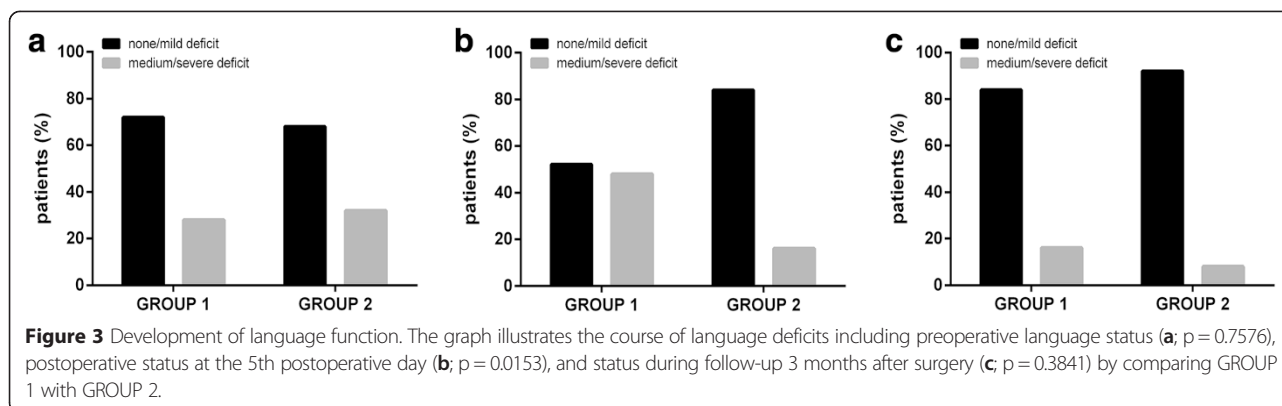 a
none/mild deficit
medium/severe deficit
100
80
60
40
20
0
patients (%)
GROUP 1
GROUP 2
b
none/mild deficit
medium/severe deficit
100
80
60
40
20
0
patients (%)
GROUP 1
GROUP 2
c
none/mild deficit
medium/severe deficit
100
80
60
40
20
0
patients (%)
GROUP 1
GROUP 2
Figure 3 Development of language function. The graph illustrates the course of language deficits including preoperative language status (a; p = 0.7576),
postoperative status at the 5th postoperative day (b; p = 0.0153), and status during follow-up 3 months after surgery (c; p = 0.3841) by comparing GROUP
1 with GROUP 2.